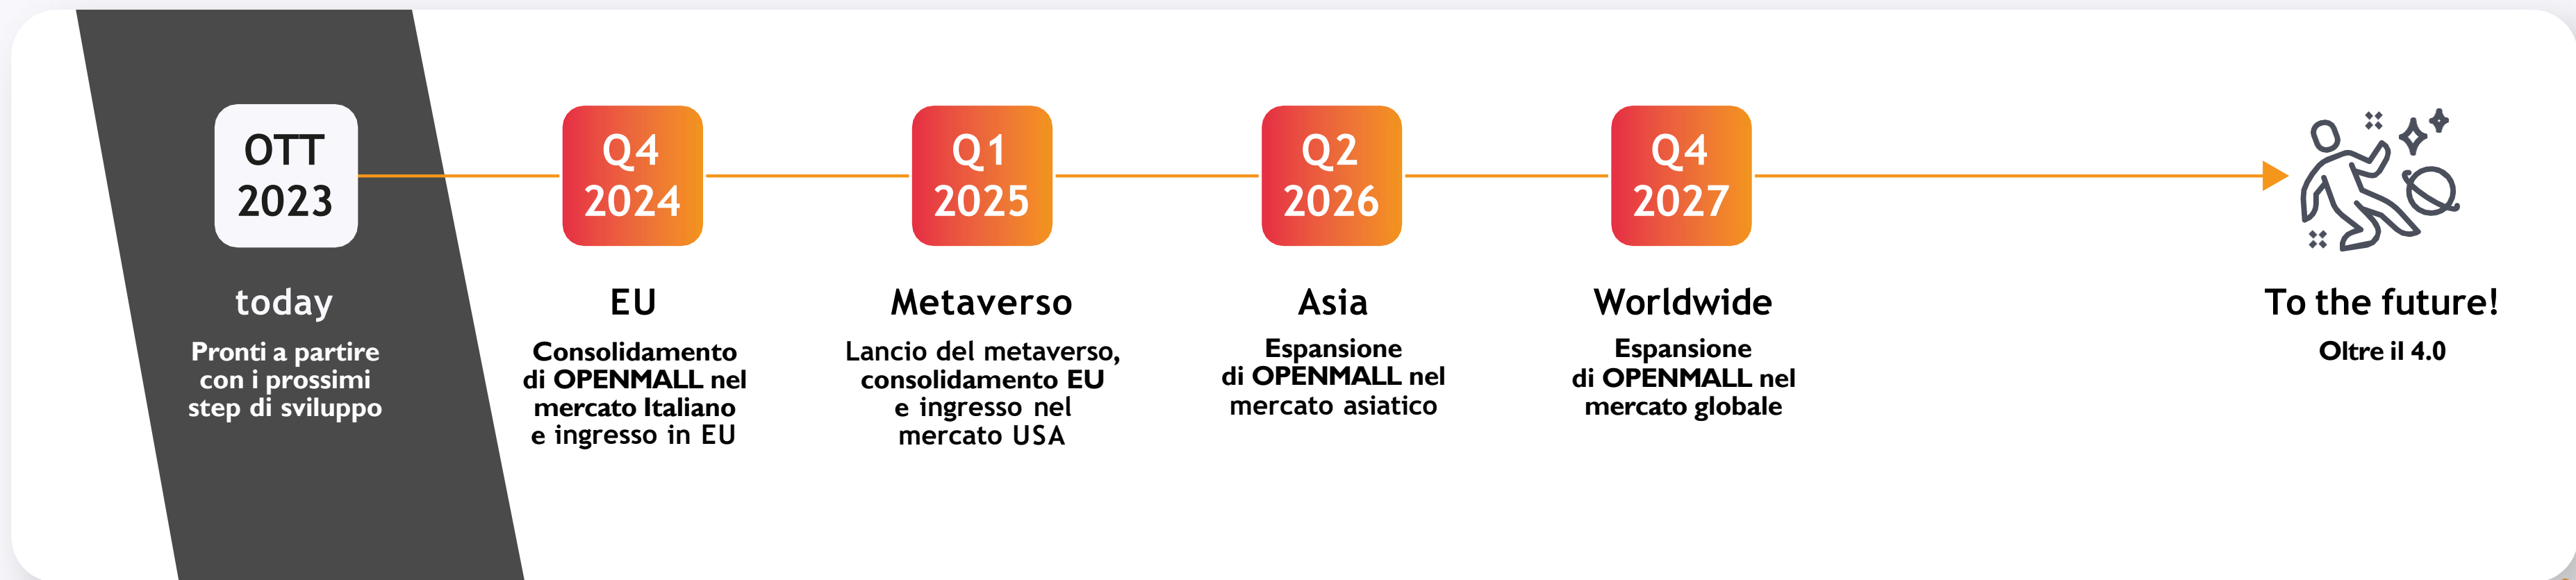 OTT
2023
today
Pronti a partire
con i prossimi
step di sviluppo
Q4
2024
EU
Consolidamento
di OPENMALL nel
mercato Italiano
e ingresso in EU
Q1
2025
Metaverso
Lancio del metaverso,
consolidamento EU
e ingresso nel
mercato USA
Q2
2026
Asia
Espansione
di OPENMALL nel
mercato asiatico
Q4
2027
Worldwide
Espansione
di OPENMALL nel
mercato globale
To the future!
Oltre il 4.0